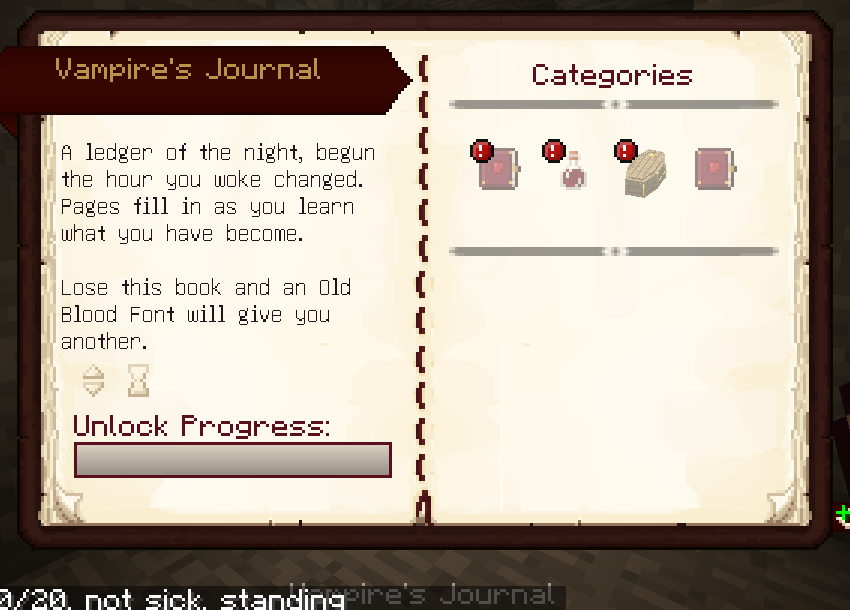 Vampire's Journal
A ledger of the night, begun
the hour you woke changed.
Pages fill in as you learn
what you have become.
Lose this book and an Old
Blood Font will give you
another.
Unlock Progress:
Categories
0/20, not sick, standing
Vampire's Journal